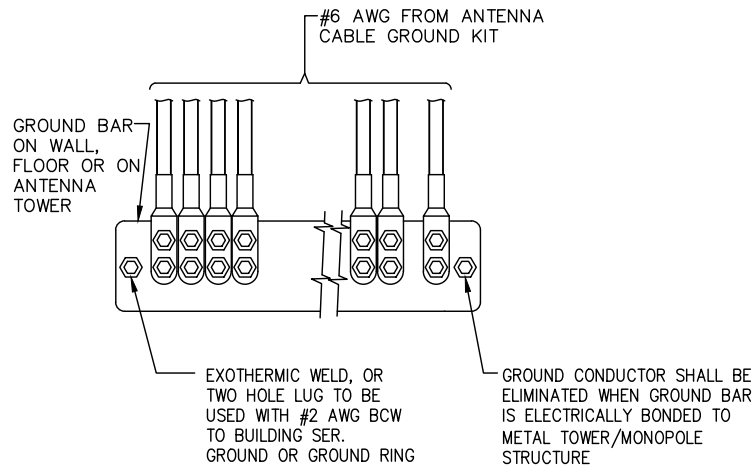 #6 AWG FROM ANTENNA
CABLE GROUND KIT
GROUND BAR
ON WALL,
FLOOR OR ON
ANTENNA
TOWER
EXOTHERMIC WELD, OR
TWO HOLE LUG TO BE
USED WITH #2 AWG BCW
TO BUILDING SER.
GROUND OR GROUND RING
GROUND CONDUCTOR SHALL BE
ELIMINATED WHEN GROUND BAR
IS ELECTRICALLY BONDED TO
METAL TOWER/MONOPOLE
STRUCTURE